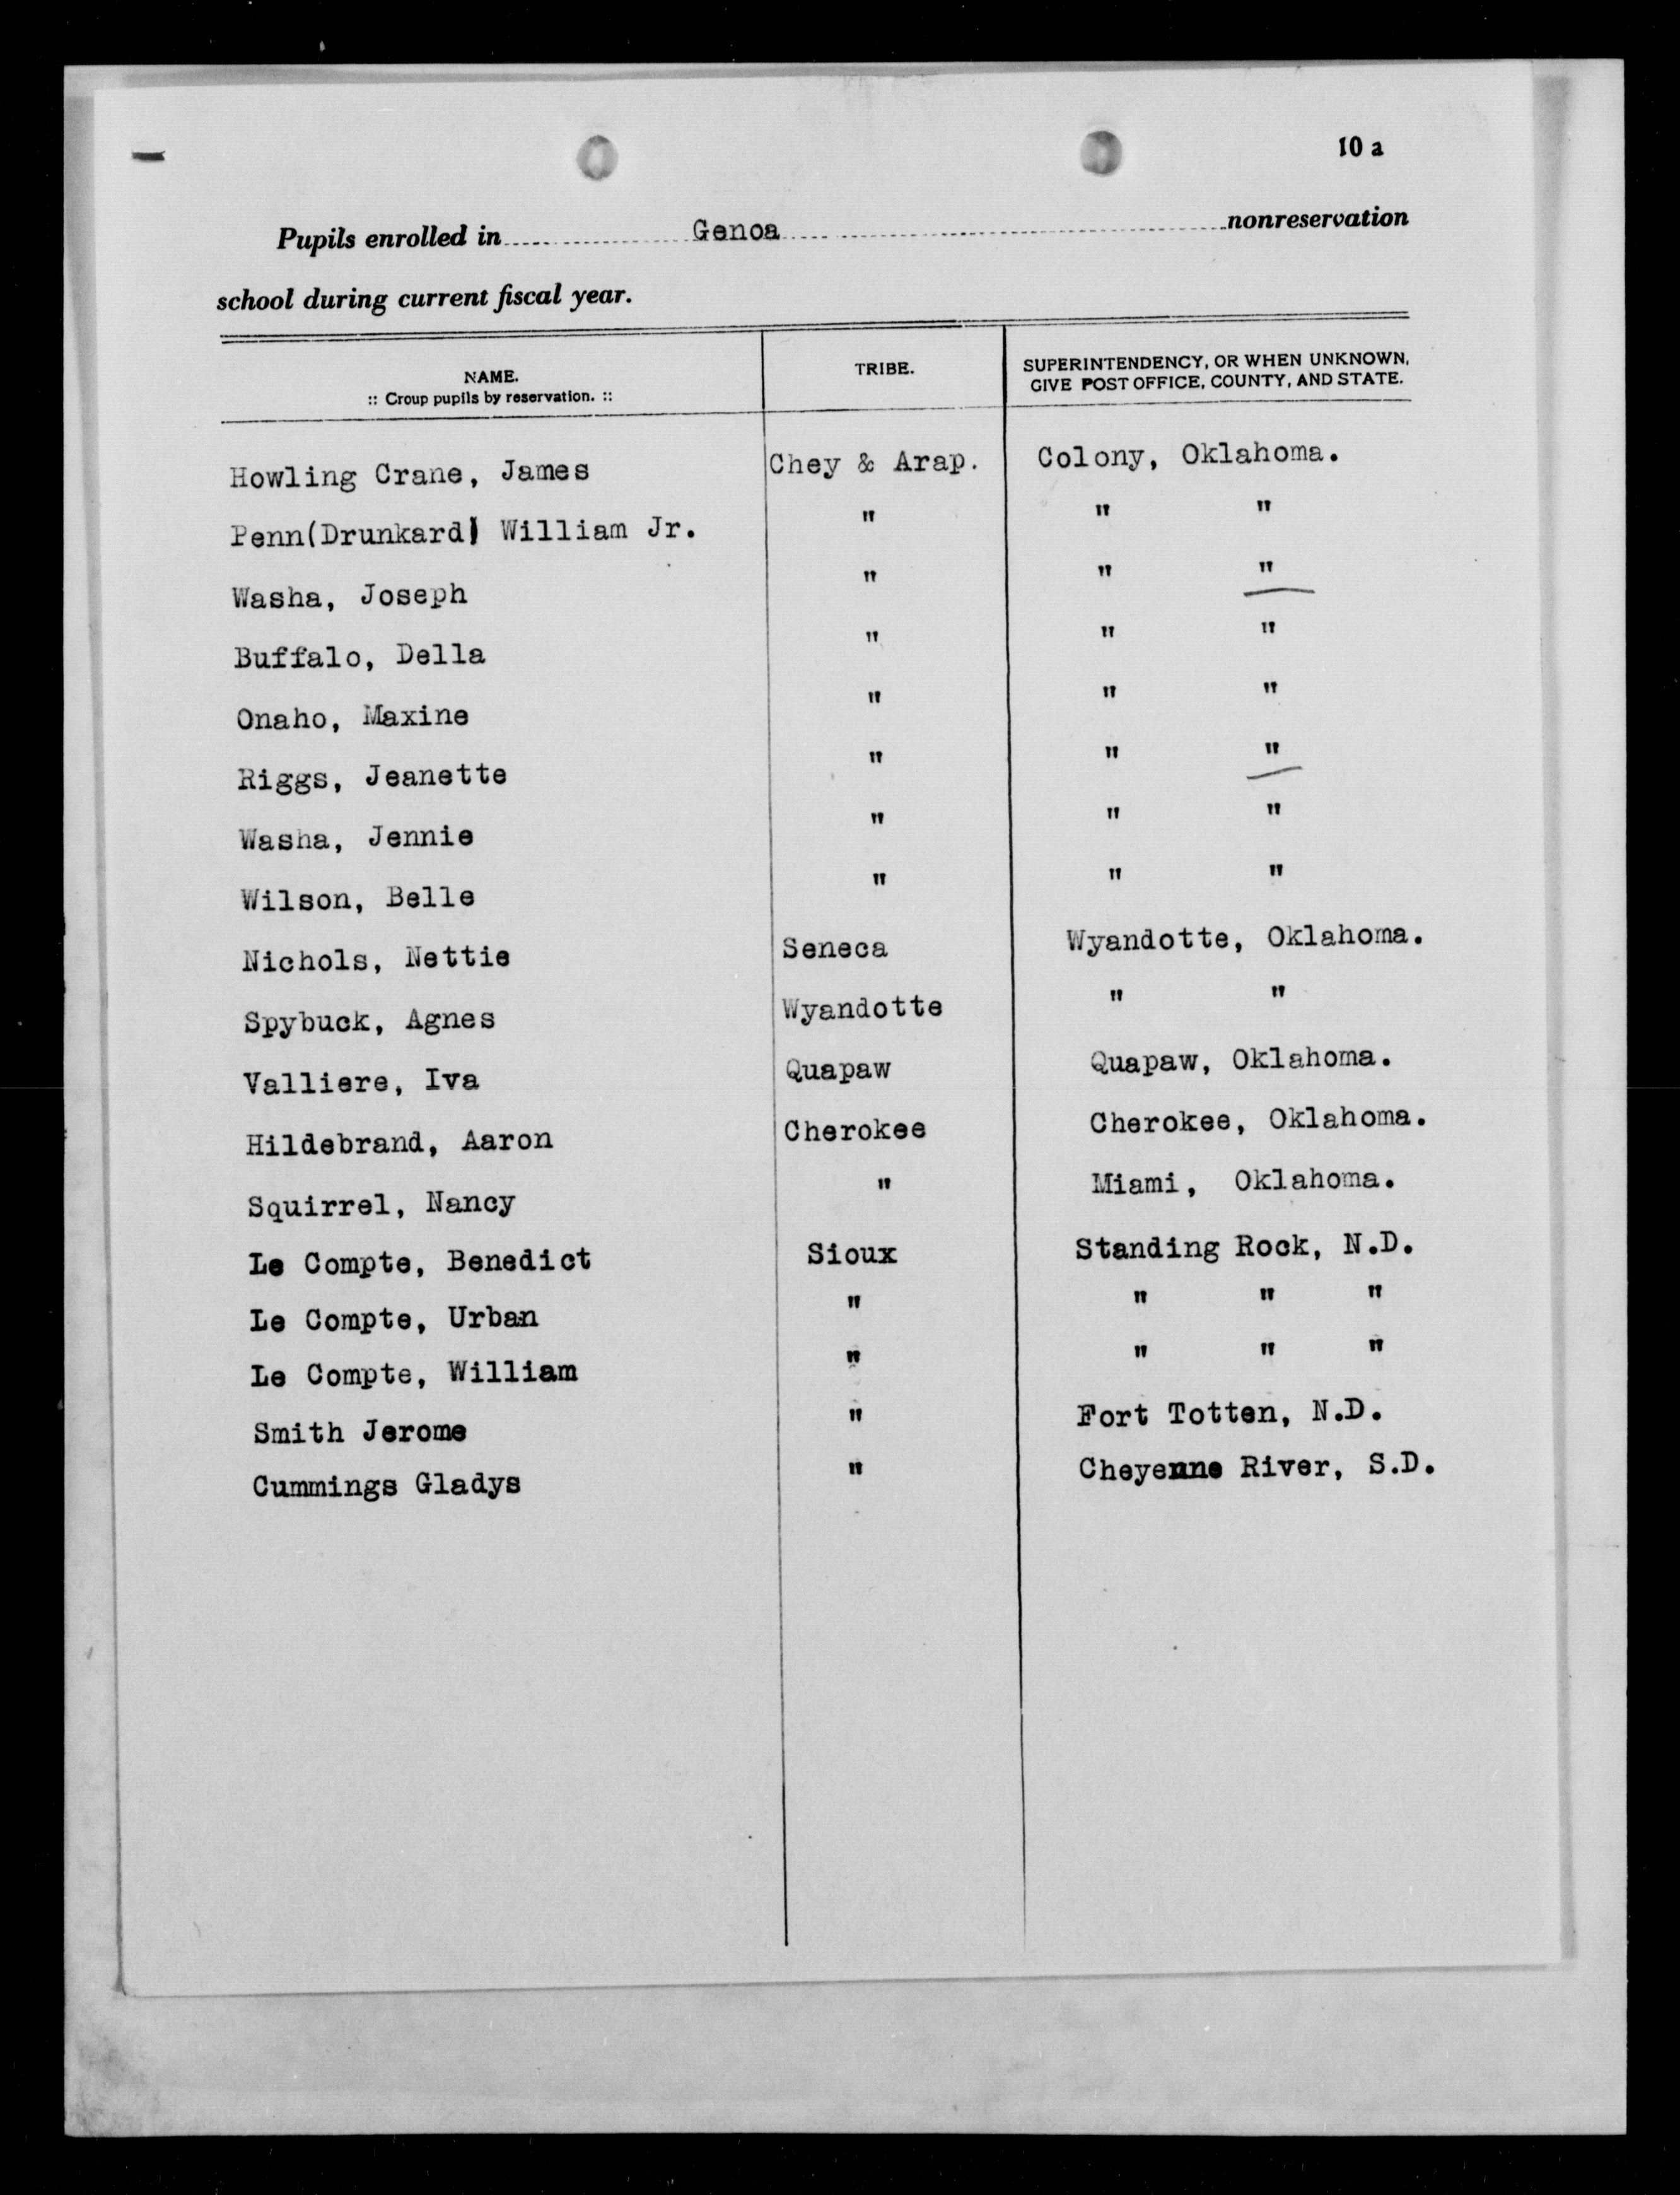 10 a
Pupils enrolled in Genoa nonreservation
school during current fiscal year.
NAME. TRIBE. SUPERINTENDENCY, OR WHEN UNKNOWN,
:: Croup pupils by reservation. :: GIVE POST OFFICE, COUNTY, AND STATE.
Howling Crane, James Chey & Arap. Colony, Oklahoma.
Penn(Drunkard) William Jr. " " "
Washa, Joseph " " "
Buffalo, Della " " "
Onaho, Maxine " " "
Riggs, Jeanette " " "
Washa, Jennie " " "
Wilson, Belle " " "
Nichols, Nettie Seneca Wyandotte, Oklahoma.
Spybuck, Agnes Wyandotte " "
Valliere, Iva Quapaw Quapaw, Oklahoma.
Hildebrand, Aaron Cherokee Cherokee, Oklahoma.
Squirrel, Nancy " Miami, Oklahoma.
Le Compte, Benedict Sioux Standing Rock, N.D.
Le Compte, Urban " " " "
Le Compte, William " " " "
Smith Jerome " Fort Totten, N.D.
Cummings Gladys " Cheyenne River, S.D.